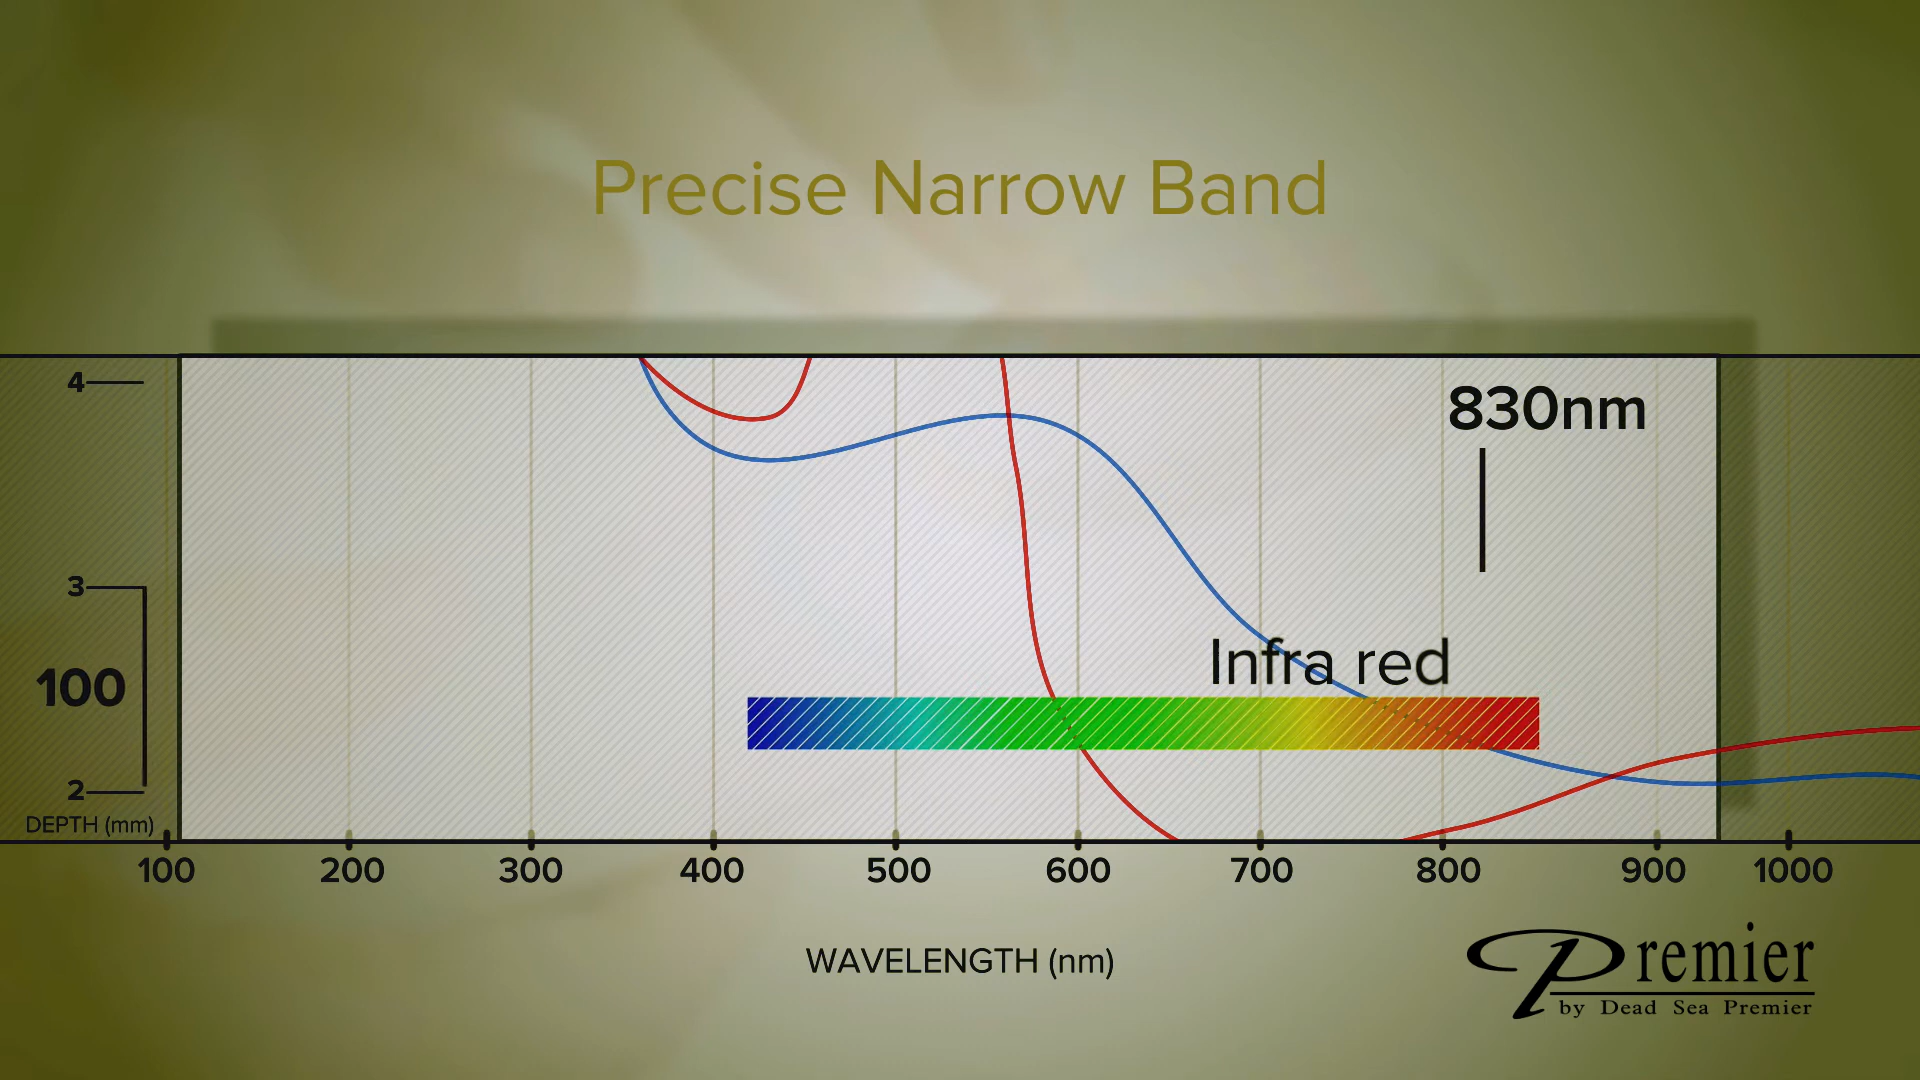 Precise Narrow Band
830nm
4
3
Infra red
100
2
DEPTH (mm)
100 200 300 400 500 600 700 800 900 1000
WAVELENGTH (nm)
Premier
by Dead Sea Premier